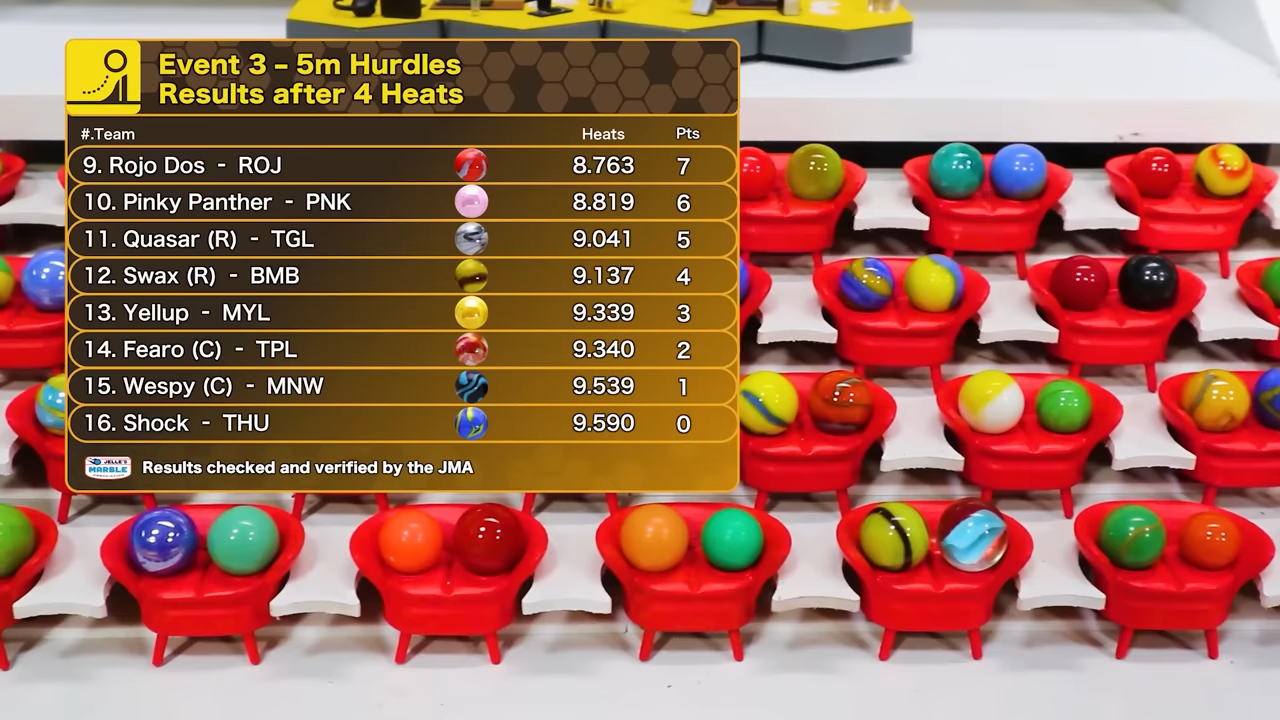 Event 3 – 5m Hurdles
Results after 4 Heats
#.Team Heats Pts
9. Rojo Dos - ROJ 8.763 7
10. Pinky Panther - PNK 8.819 6
11. Quasar (R) - TGL 9.041 5
12. Swax (R) - BMB 9.137 4
13. Yellup - MYL 9.339 3
14. Fearo (C) - TPL 9.340 2
15. Wespy (C) - MNW 9.539 1
16. Shock - THU 9.590 0
JELLE'S
MARBLE
Results checked and verified by the JMA